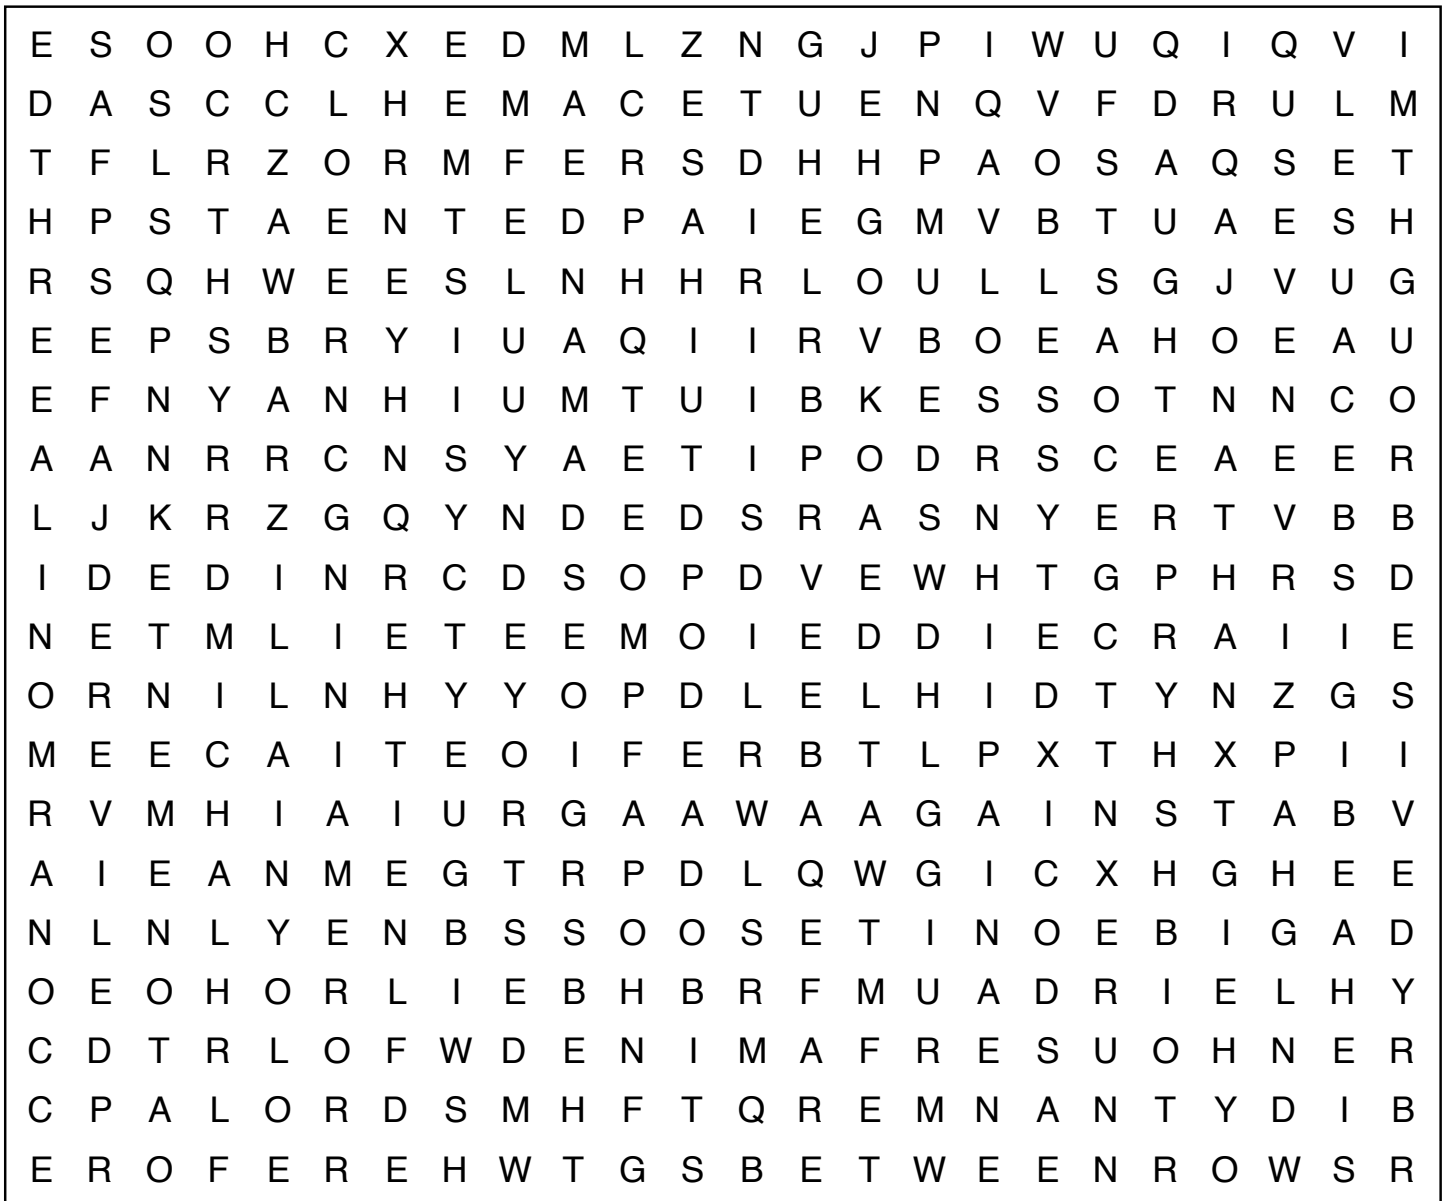 E S O O H C X E D M L Z N G J P I W U Q I Q V I
D A S C C L H E M A C E T U E N Q V F D R U L M
T F L R Z O R M F E R S D H H P A O S A Q S E T
H P S T A E N T E D P A I E G M V B T U A E S H
R S Q H W E E S L N H H R L O U L L S G J V U G
E E P S B R Y I U A Q I I R V B O E A H O E A U
E F N Y A N H I U M T U I B K E S S O T N N C O
A A N R R C N S Y A E T I P O D R S C E A E E R
L J K R Z G Q Y N D E D S R A S N Y E R T V B B
I D E D I N R C D S O P D V E W H T G P H R S D
N E T M L I E T E E M O I E D D I E C R A I I E
O R N I L N H Y Y O P D L E L H I D T Y N Z G S
M E E C A I T E O I F E R B T L P X T H X P I I
R V M H I A I U R G A A W A A G A I N S T A B V
A I E A N M E G T R P D L Q W G I C X H G H E E
N L N L Y E N B S S O O S E T I N O E B I G A D
O E O H O R L I E B H B R F M U A D R I E L H Y
C D T R L O F W D E N I M A F R E S U O H N E R
C P A L O R D S M H F T Q R E M N A N T Y D I B
E R O F E R E H W T G S B E T W E E N R O W S R